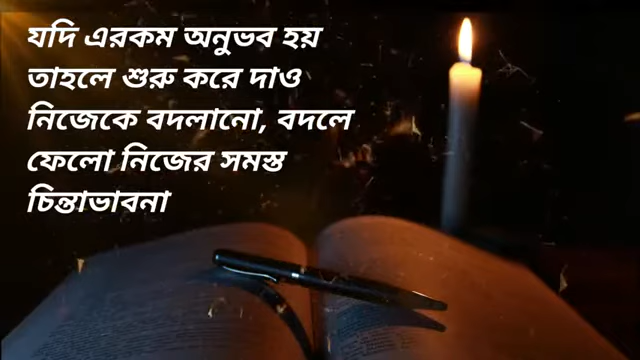 যদি এরকম অনুভব হয়
তাহলে শুরু করে দাও
নিজেকে বদলানো, বদলে
ফেলো নিজের সমস্ত
চিন্তাভাবনা